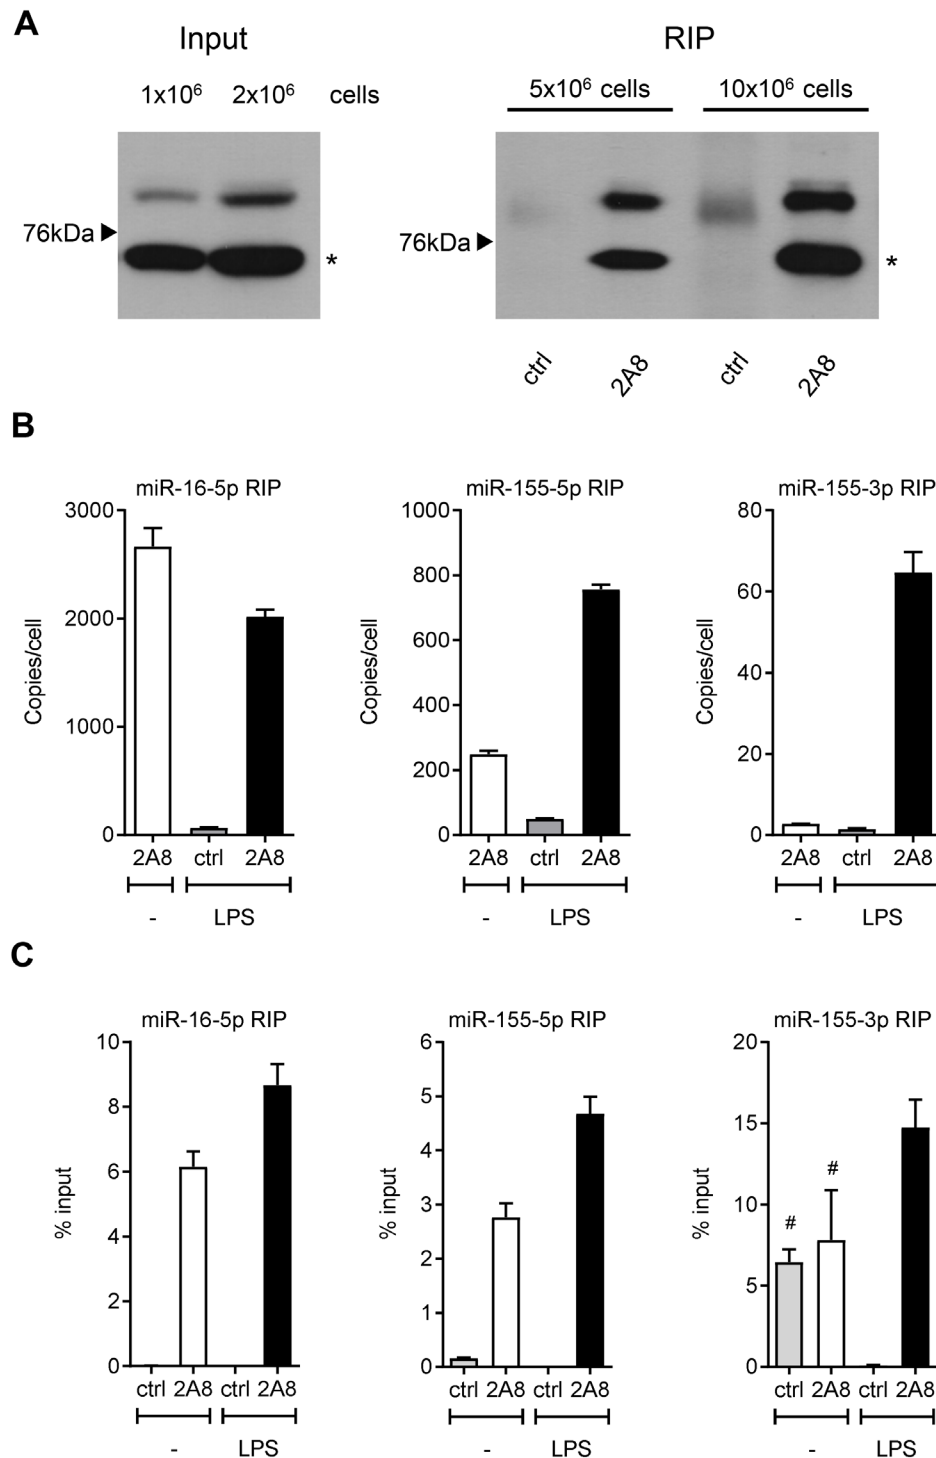 A
Input
RIP
1x10⁶ 2x10⁶ cells
5x10⁶ cells 10x10⁶ cells
76kDa
*
76kDa
*
ctrl 2A8 ctrl 2A8
B
miR-16-5p RIP
Copies/cell
3000
2000
1000
0
2A8 ctrl 2A8
- LPS
miR-155-5p RIP
Copies/cell
1000
800
600
400
200
0
2A8 ctrl 2A8
- LPS
miR-155-3p RIP
Copies/cell
80
60
40
20
0
2A8 ctrl 2A8
- LPS
C
miR-16-5p RIP
% input
10
8
6
4
2
0
ctrl 2A8 ctrl 2A8
- LPS
miR-155-5p RIP
% input
6
5
4
3
2
1
0
ctrl 2A8 ctrl 2A8
- LPS
miR-155-3p RIP
% input
20
15
10
5
0
# #
ctrl 2A8 ctrl 2A8
- LPS